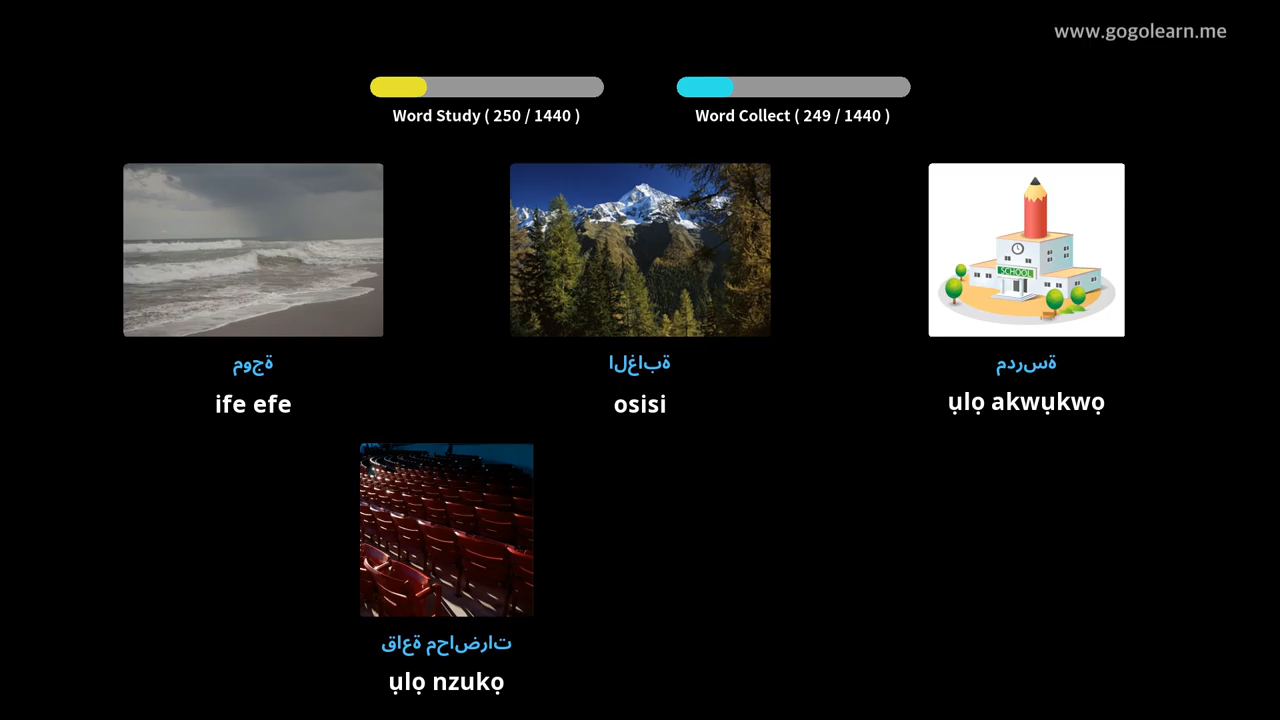 www.gogolearn.me
Word Study ( 250 / 1440 )
Word Collect ( 249 / 1440 )
SCHOOL
موجة
الغابة
مدرسة
ife efe
osisi
ụlọ akwụkwọ
قاعة محاضرات
ụlọ nzukọ